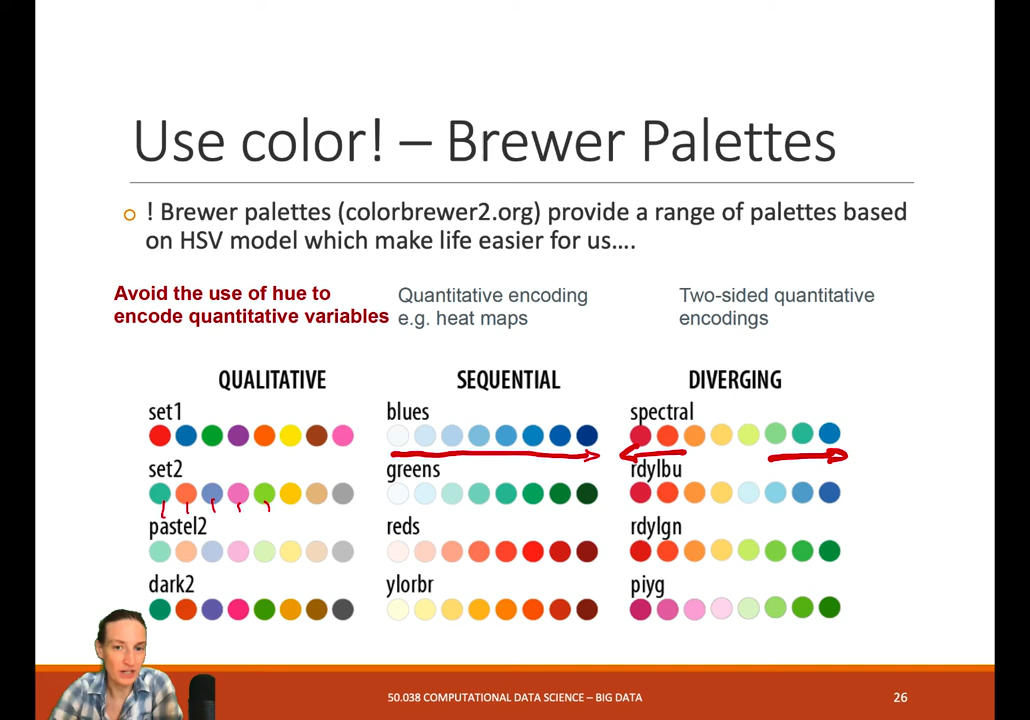 Use color! – Brewer Palettes
! Brewer palettes (colorbrewer2.org) provide a range of palettes based
on HSV model which make life easier for us….
Avoid the use of hue to
encode quantitative variables
Quantitative encoding
e.g. heat maps
Two-sided quantitative
encodings
QUALITATIVE
set1
set2
pastel2
dark2
SEQUENTIAL
blues
greens
reds
ylorbr
DIVERGING
spectral
rdylbu
rdylgn
piyg
50.038 COMPUTATIONAL DATA SCIENCE – BIG DATA
26